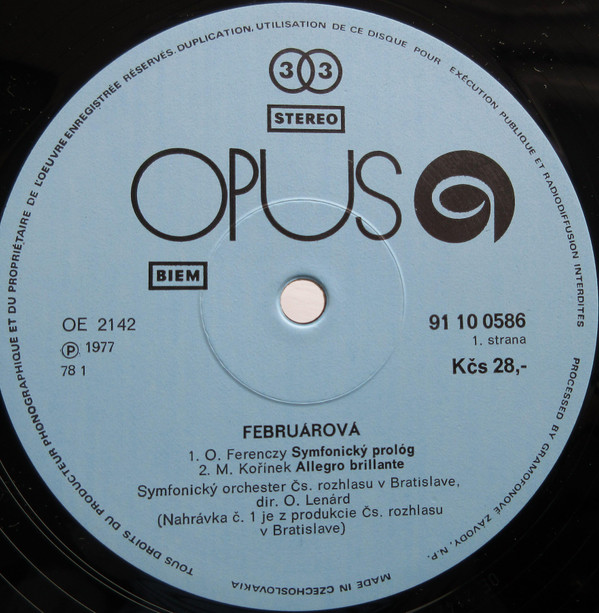 TOUS DROITS DU PRODUCTEUR PHONOGRAPHIQUE ET DU PROPRIÉTAIRE DE L'OEUVRE ENREGISTRÉE RÉSERVÉS. DUPLICATION, UTILISATION DE CE DISQUE POUR EXÉCUTION PUBLIQUE ET RADIODIFFUSION INTERDITES
33
STEREO
OPUS
BIEM
OE 2142
Ⓟ 1977
78 1
91 10 0586
1. strana
Kčs 28,-
FEBRUÁROVÁ
1. O. Ferenczy Symfonický prológ
2. M. Kořínek Allegro brillante
Symfonický orchester Čs. rozhlasu v Bratislave,
dir. O. Lenárd
(Nahrávka č. 1 je z produkcie Čs. rozhlasu
v Bratislave)
PROCESSED BY GRAMOFONOVÉ ZÁVODY, N.P.
MADE IN CZECHOSLOVAKIA